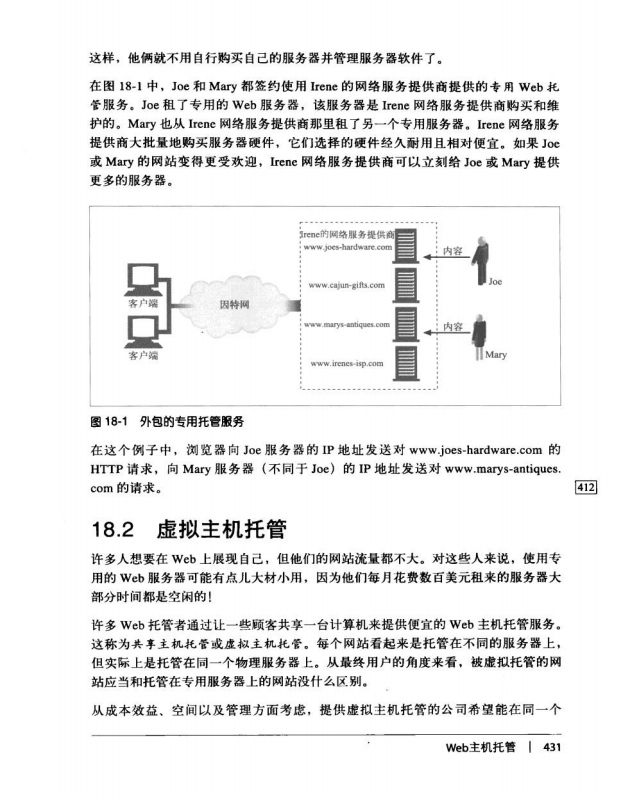 这样，他俩就不用自行购买自己的服务器并管理服务器软件了。
在图 18-1 中，Joe 和 Mary 都签约使用 Irene 的网络服务提供商提供的专用 Web 托
管服务。Joe 租了专用的 Web 服务器，该服务器是 Irene 网络服务提供商购买和维
护的。Mary 也从 Irene 网络服务提供商那里租了另一个专用服务器。Irene 网络服务
提供商大批量地购买服务器硬件，它们选择的硬件经久耐用且相对便宜。如果 Joe
或 Mary 的网站变得更受欢迎，Irene 网络服务提供商可以立刻给 Joe 或 Mary 提供
更多的服务器。
Irene的网络服务提供商
www.joes-hardware.com
内容
Joe
www.cajun-gifts.com
客户端
因特网
www.marys-antiques.com
内容
客户端
Mary
www.irenes-isp.com
图 18-1 外包的专用托管服务
在这个例子中，浏览器向 Joe 服务器的 IP 地址发送对 www.joes-hardware.com 的
HTTP 请求，向 Mary 服务器（不同于 Joe）的 IP 地址发送对 www.marys-antiques.
com 的请求。
412
18.2 虚拟主机托管
许多人想要在 Web 上展现自己，但他们的网站流量都不大。对这些人来说，使用专
用的 Web 服务器可能有点儿大材小用，因为他们每月花费数百美元租来的服务器大
部分时间都是空闲的！
许多 Web 托管者通过让一些顾客共享一台计算机来提供便宜的 Web 主机托管服务。
这称为共享主机托管或虚拟主机托管。每个网站看起来是托管在不同的服务器上，
但实际上是托管在同一个物理服务器上。从最终用户的角度来看，被虚拟托管的网
站应当和托管在专用服务器上的网站没什么区别。
从成本效益、空间以及管理方面考虑，提供虚拟主机托管的公司希望能在同一个
Web主机托管 | 431